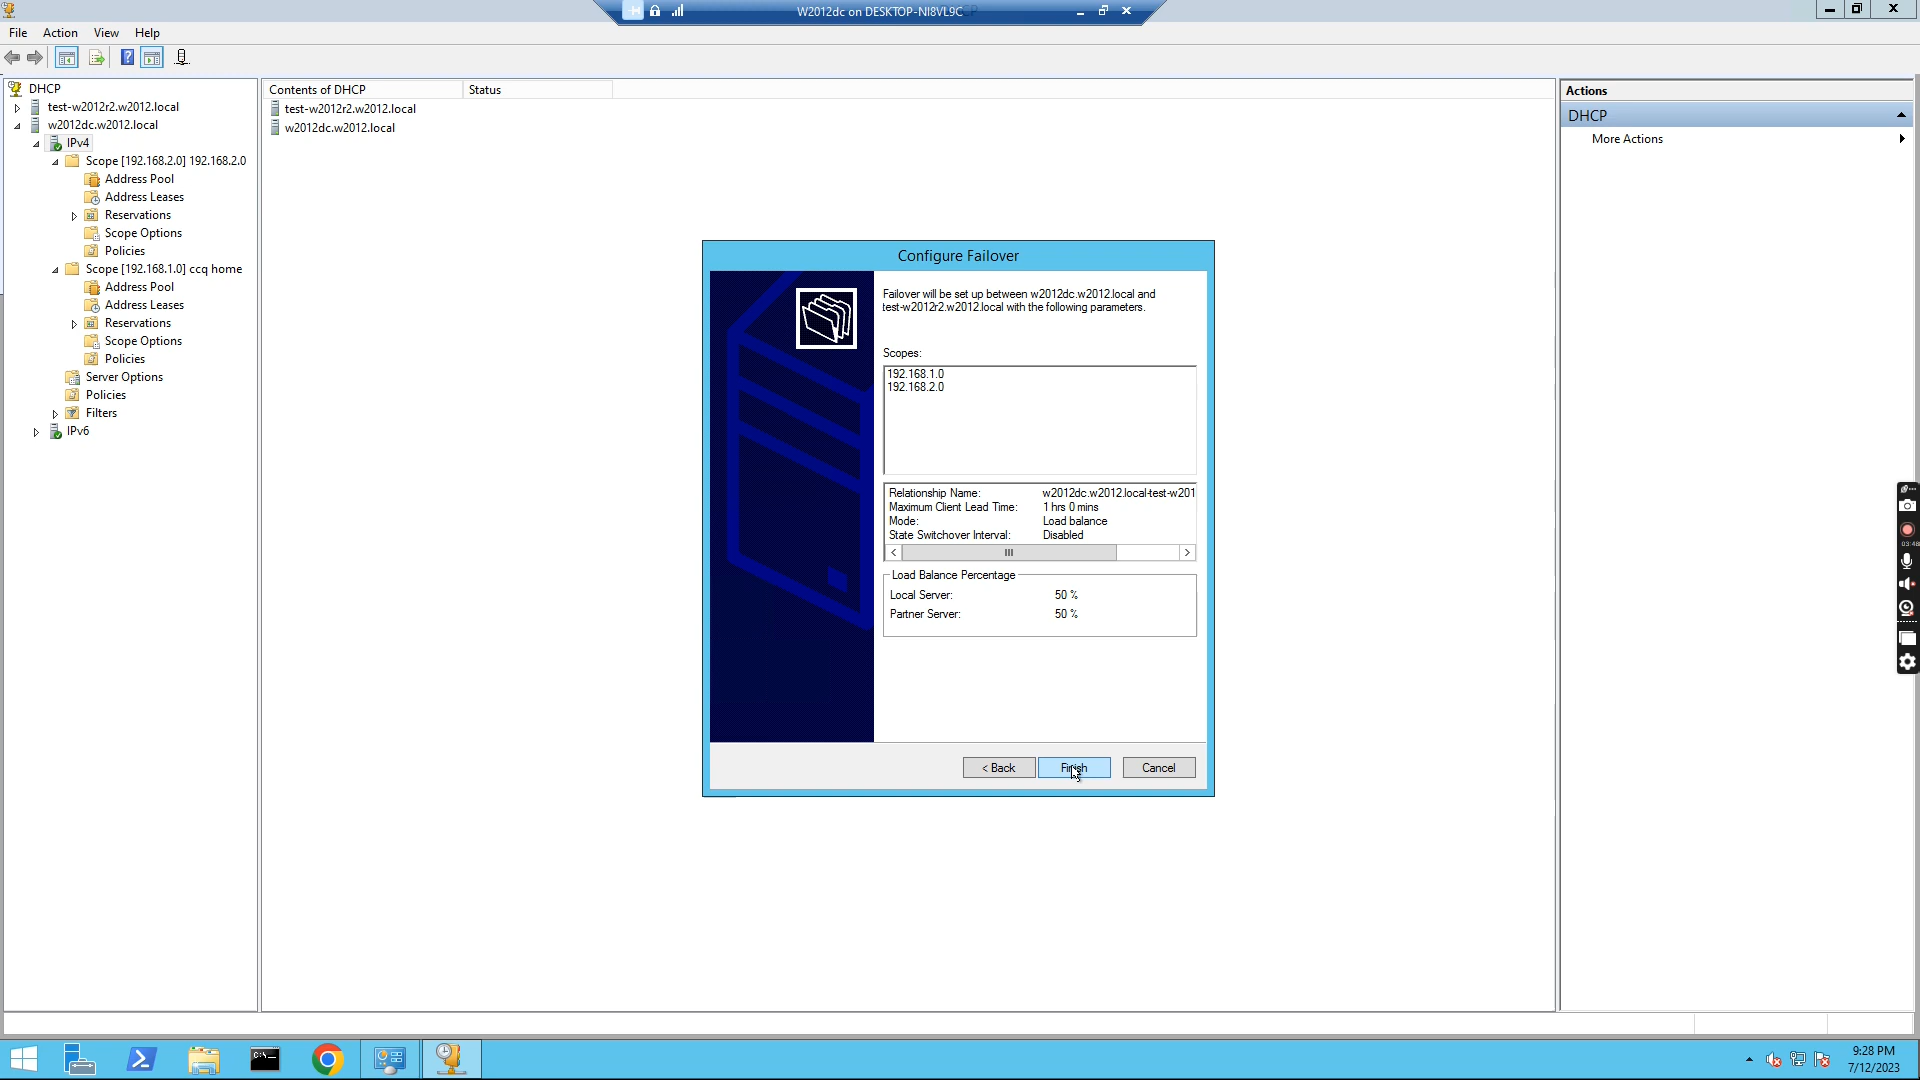 W2012dc on DESKTOP-NI8VL9C
File Action View Help
DHCP
test-w2012r2.w2012.local
w2012dc.w2012.local
IPv4
Scope [192.168.2.0] 192.168.2.0
Address Pool
Address Leases
Reservations
Scope Options
Policies
Scope [192.168.1.0] ccq home
Address Pool
Address Leases
Reservations
Scope Options
Policies
Server Options
Policies
Filters
IPv6
Contents of DHCP Status
test-w2012r2.w2012.local
w2012dc.w2012.local
Configure Failover
Failover will be set up between w2012dc.w2012.local and
test-w2012r2.w2012.local with the following parameters.
Scopes:
192.168.1.0
192.168.2.0
Relationship Name: w2012dc.w2012.local-test-w201
Maximum Client Lead Time: 1 hrs 0 mins
Mode: Load balance
State Switchover Interval: Disabled
Load Balance Percentage
Local Server: 50 %
Partner Server: 50 %
< Back Finish Cancel
Actions
DHCP
More Actions
03:48
9:28 PM
7/12/2023